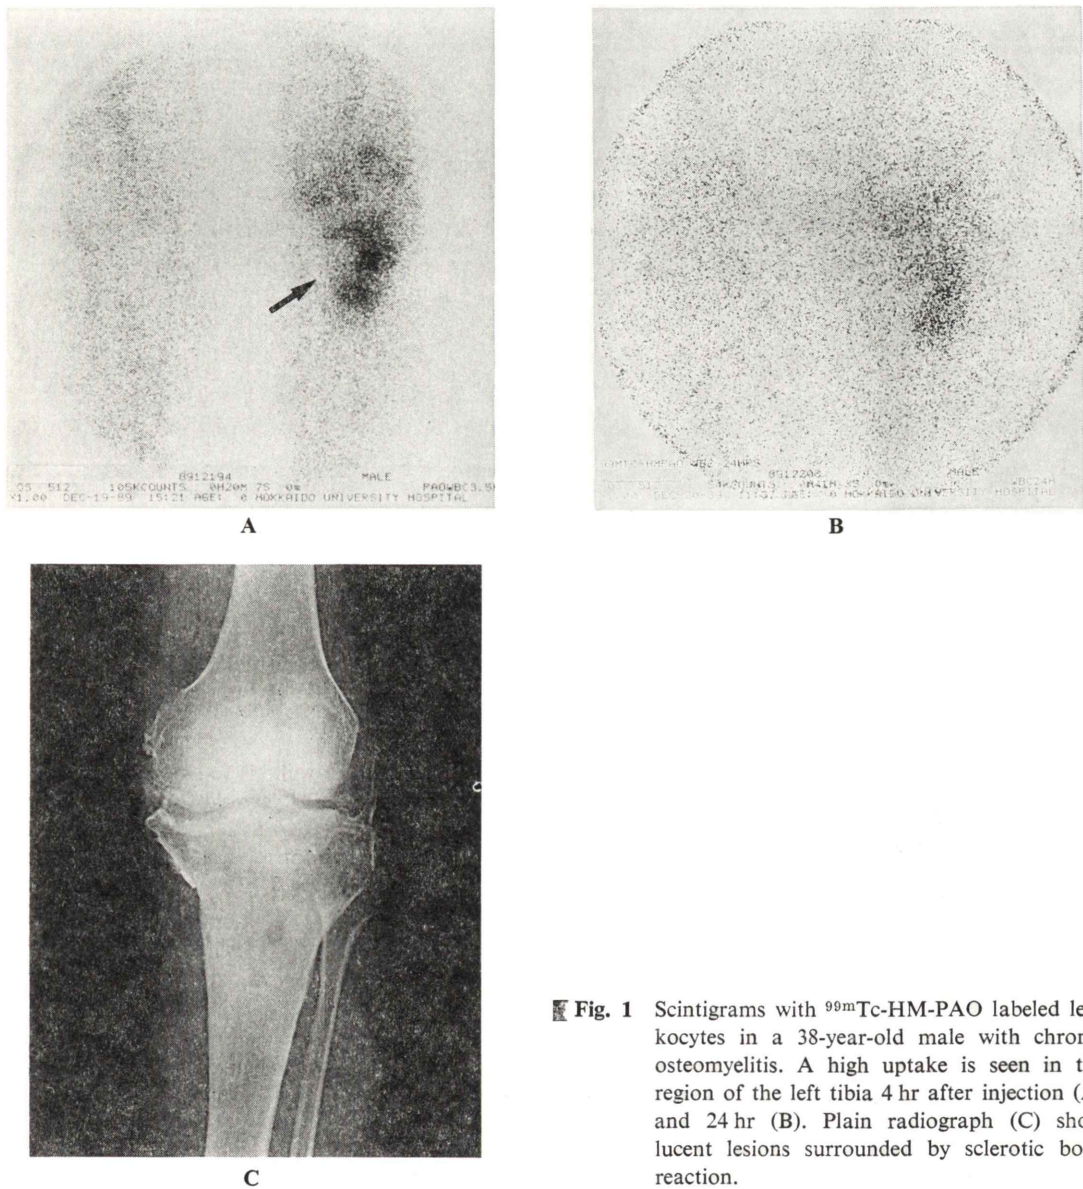 8912194 MALE
512 105KCOUNTS 0H20M 7S
DEC-19-89 15:21 AGE: 0 HOKKAIDO UNIVERSITY HOSPITAL
A
MALE
HOSPITAL
B
C
Fig. 1 Scintigrams with 99mTc-HM-PAO labeled le
kocytes in a 38-year-old male with chron
osteomyelitis. A high uptake is seen in t
region of the left tibia 4 hr after injection (
and 24 hr (B). Plain radiograph (C) sho
lucent lesions surrounded by sclerotic bo
reaction.